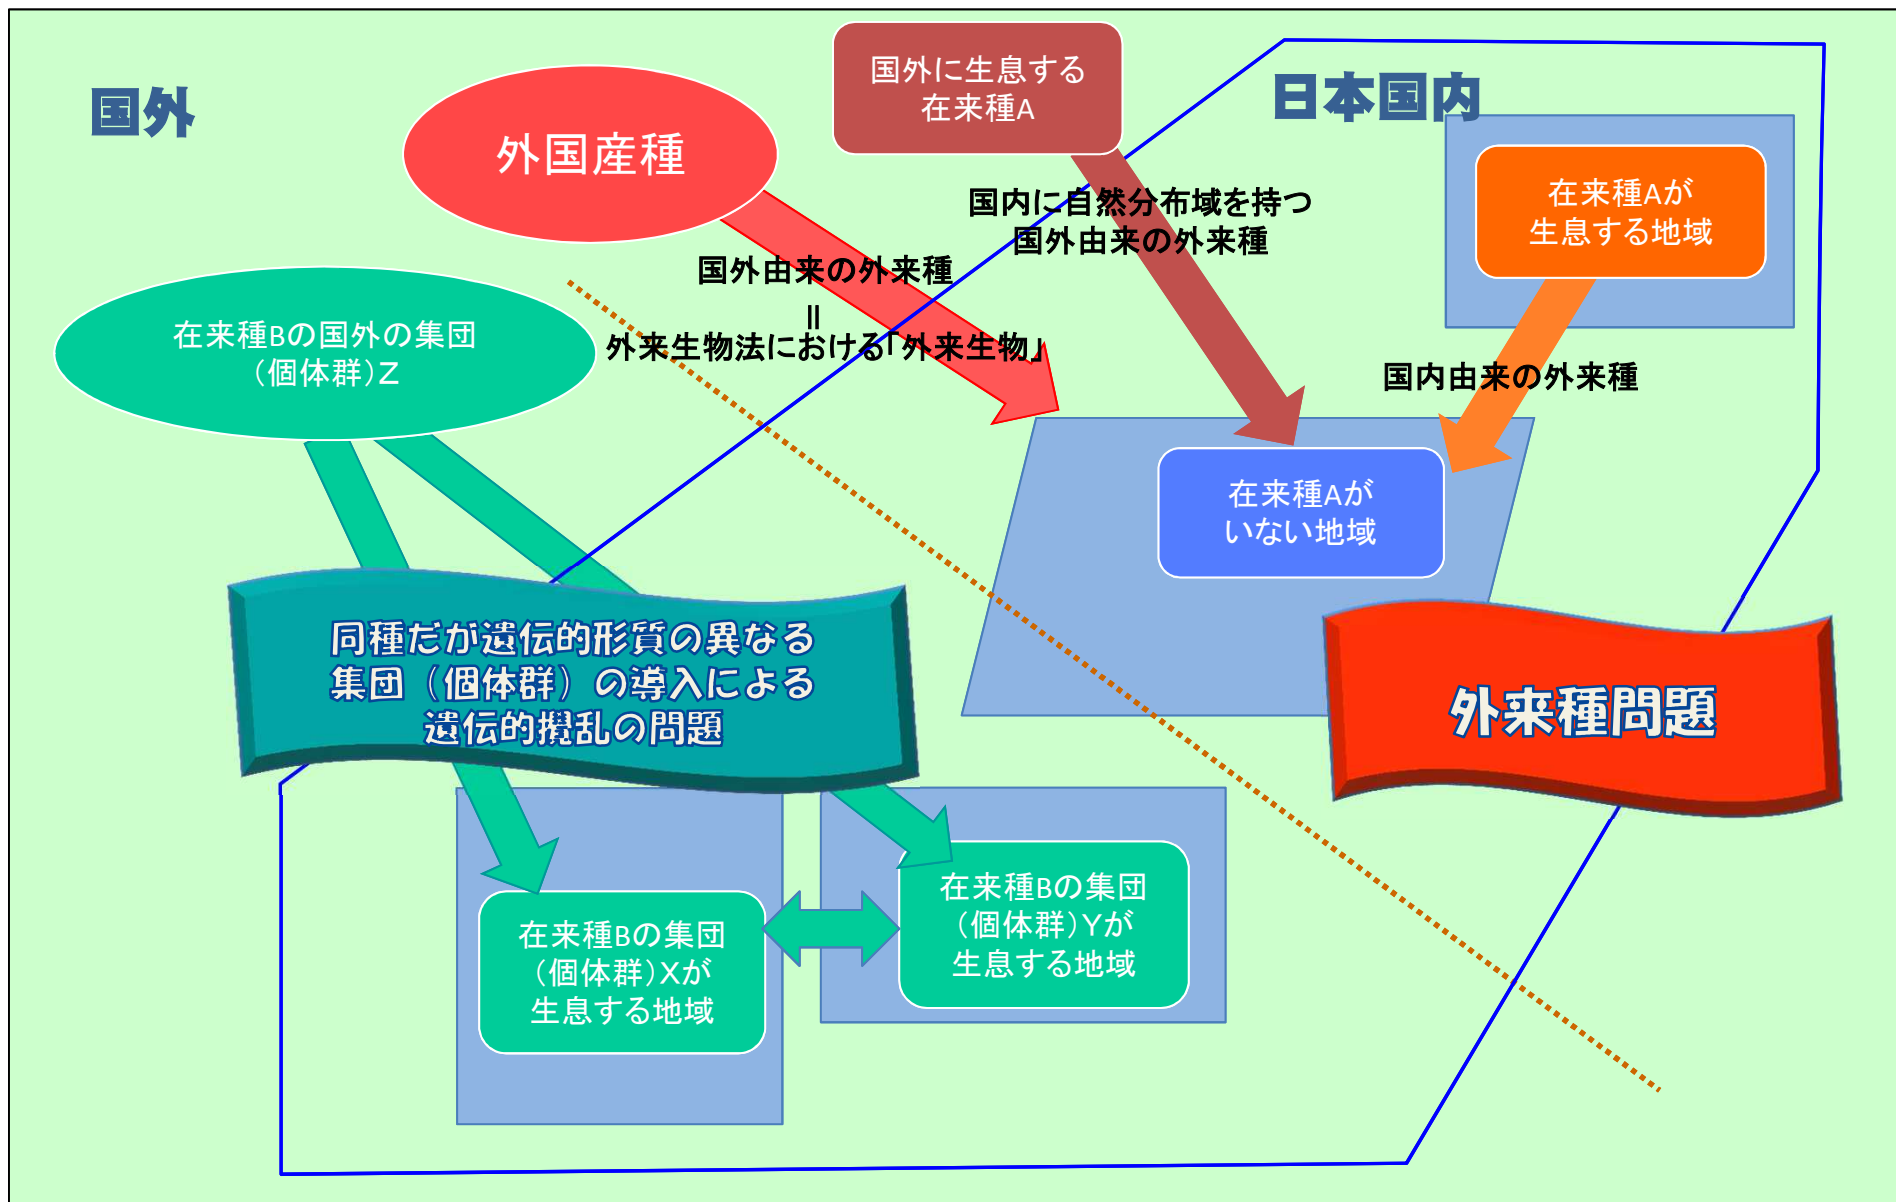 国外
日本国内
国外に生息する
在来種A
外国産種
在来種Aが
生息する地域
国内に自然分布域を持つ
国外由来の外来種
国外由来の外来種
＝
外来生物法における「外来生物」
在来種Bの国外の集団
（個体群）Z
国内由来の外来種
在来種Aが
いない地域
同種だが遺伝的形質の異なる
集団（個体群）の導入による
遺伝的攪乱の問題
外来種問題
在来種Bの集団
（個体群）Xが
生息する地域
在来種Bの集団
（個体群）Yが
生息する地域